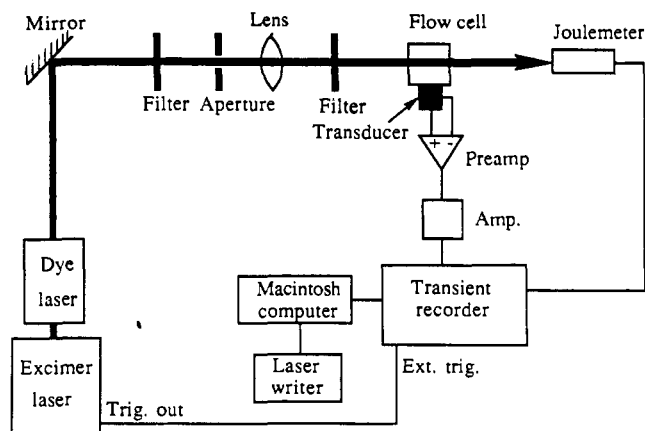 Mirror
Lens
Flow cell
Joulemeter
Filter
Aperture
Filter
Transducer
+ -
Preamp
Amp.
Dye
laser
Macintosh
computer
Transient
recorder
Excimer
laser
Laser
writer
Ext. trig.
Trig. out